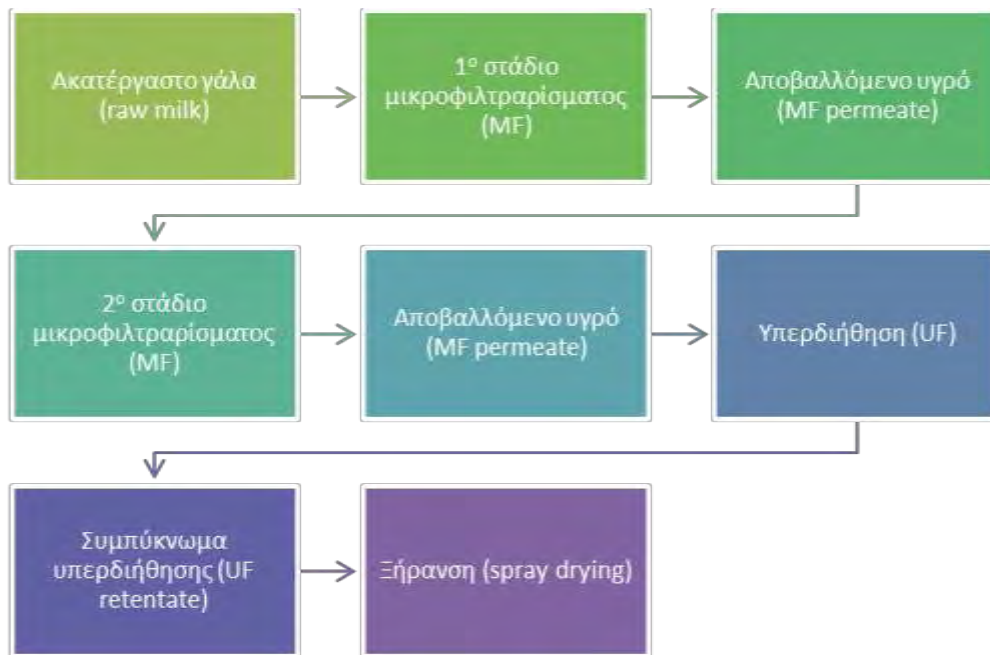 Ακατέργαστο γάλα
(raw milk)
1ο στάδιο
μικροφιλτραρίσματος
(MF)
Αποβαλλόμενο υγρό
(MF permeate)
2ο στάδιο
μικροφιλτραρίσματος
(MF)
Αποβαλλόμενο υγρό
(MF permeate)
Υπερδιήθηση (UF)
Συμπύκνωμα
υπερδιήθησης (UF
retentate)
Ξήρανση (spray drying)